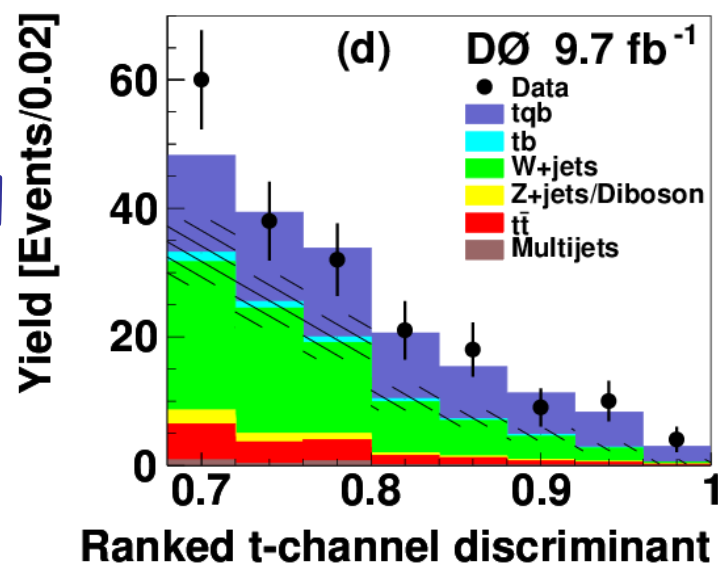 (d) DØ 9.7 fb-1
Data
tqb
tb
W+jets
Z+jets/Diboson
tt̄
Multijets
Yield [Events/0.02]
60
40
20
0
0.7 0.8 0.9 1
Ranked t-channel discriminant